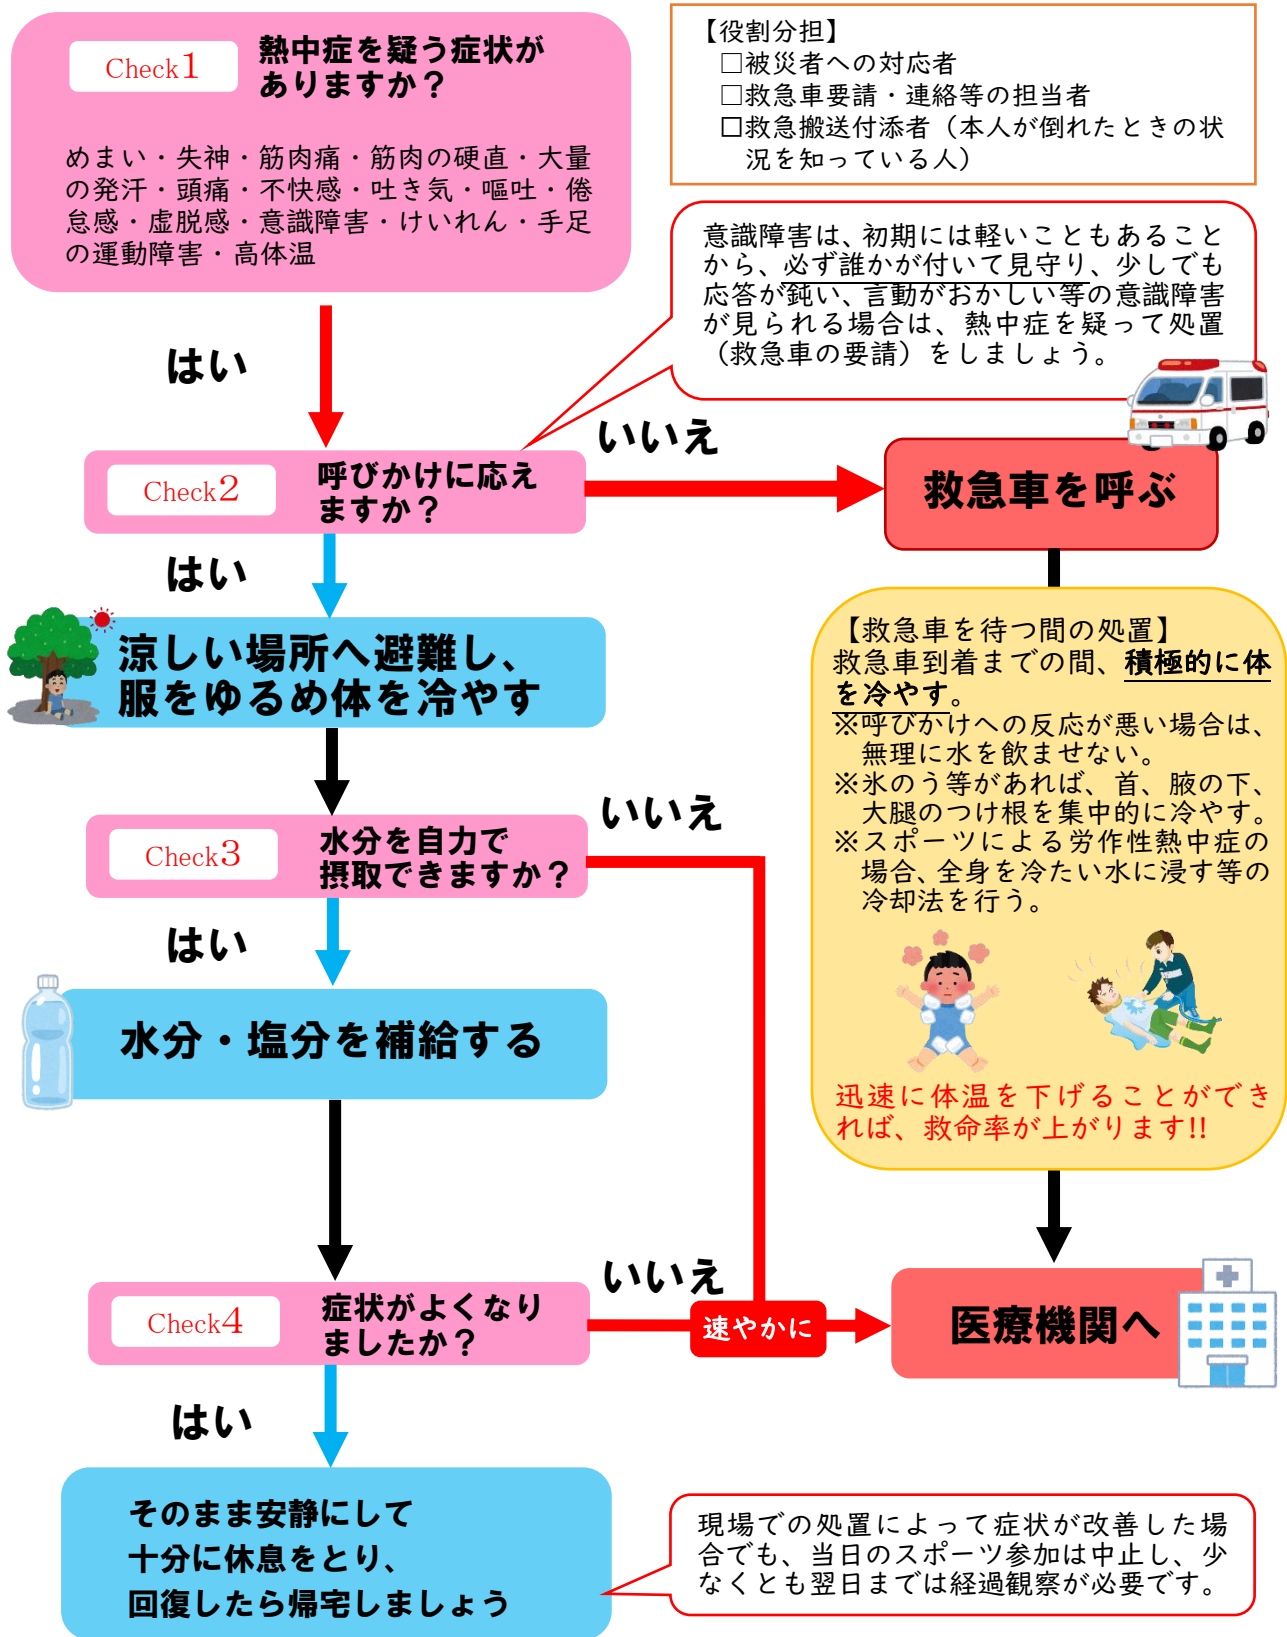 Check1
熱中症を疑う症状が
ありますか？
めまい・失神・筋肉痛・筋肉の硬直・大量
の発汗・頭痛・不快感・吐き気・嘔吐・倦
怠感・虚脱感・意識障害・けいれん・手足
の運動障害・高体温
【役割分担】
□被災者への対応者
□救急車要請・連絡等の担当者
□救急搬送付添者（本人が倒れたときの状
況を知っている人）
意識障害は、初期には軽いこともあること
から、必ず誰かが付いて見守り、少しでも
応答が鈍い、言動がおかしい等の意識障害
が見られる場合は、熱中症を疑って処置
（救急車の要請）をしましょう。
はい
Check2
呼びかけに応え
ますか？
いいえ
救急車を呼ぶ
はい
涼しい場所へ避難し、
服をゆるめ体を冷やす
【救急車を待つ間の処置】
救急車到着までの間、積極的に体
を冷やす。
※呼びかけへの反応が悪い場合は、
無理に水を飲ませない。
※氷のう等があれば、首、腋の下、
大腿のつけ根を集中的に冷やす。
※スポーツによる労作性熱中症の
場合、全身を冷たい水に浸す等の
冷却法を行う。
迅速に体温を下げることができ
れば、救命率が上がります!!
Check3
水分を自力で
摂取できますか？
いいえ
はい
水分・塩分を補給する
Check4
症状がよくなり
ましたか？
いいえ
速やかに
医療機関へ
はい
そのまま安静にして
十分に休息をとり、
回復したら帰宅しましょう
現場での処置によって症状が改善した場
合でも、当日のスポーツ参加は中止し、少
なくとも翌日までは経過観察が必要です。